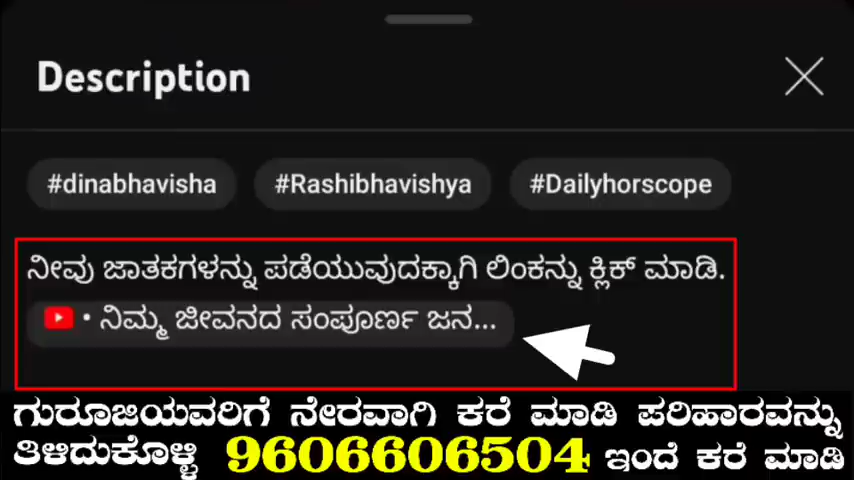 Description
#dinabhavisha #Rashibhavishya #Dailyhorscope
ನೀವು ಜಾತಕಗಳನ್ನು ಪಡೆಯುವುದಕ್ಕಾಗಿ ಲಿಂಕನ್ನು ಕ್ಲಿಕ್ ಮಾಡಿ.
• ನಿಮ್ಮ ಜೀವನದ ಸಂಪೂರ್ಣ ಜನ...
ಗುರೂಜಿಯವರಿಗೆ ನೇರವಾಗಿ ಕರೆ ಮಾಡಿ ಪರಿಹಾರವನ್ನು
ತಿಳಿದುಕೊಳ್ಳಿ 9606606504 ಇಂದೆ ಕರೆ ಮಾಡಿ